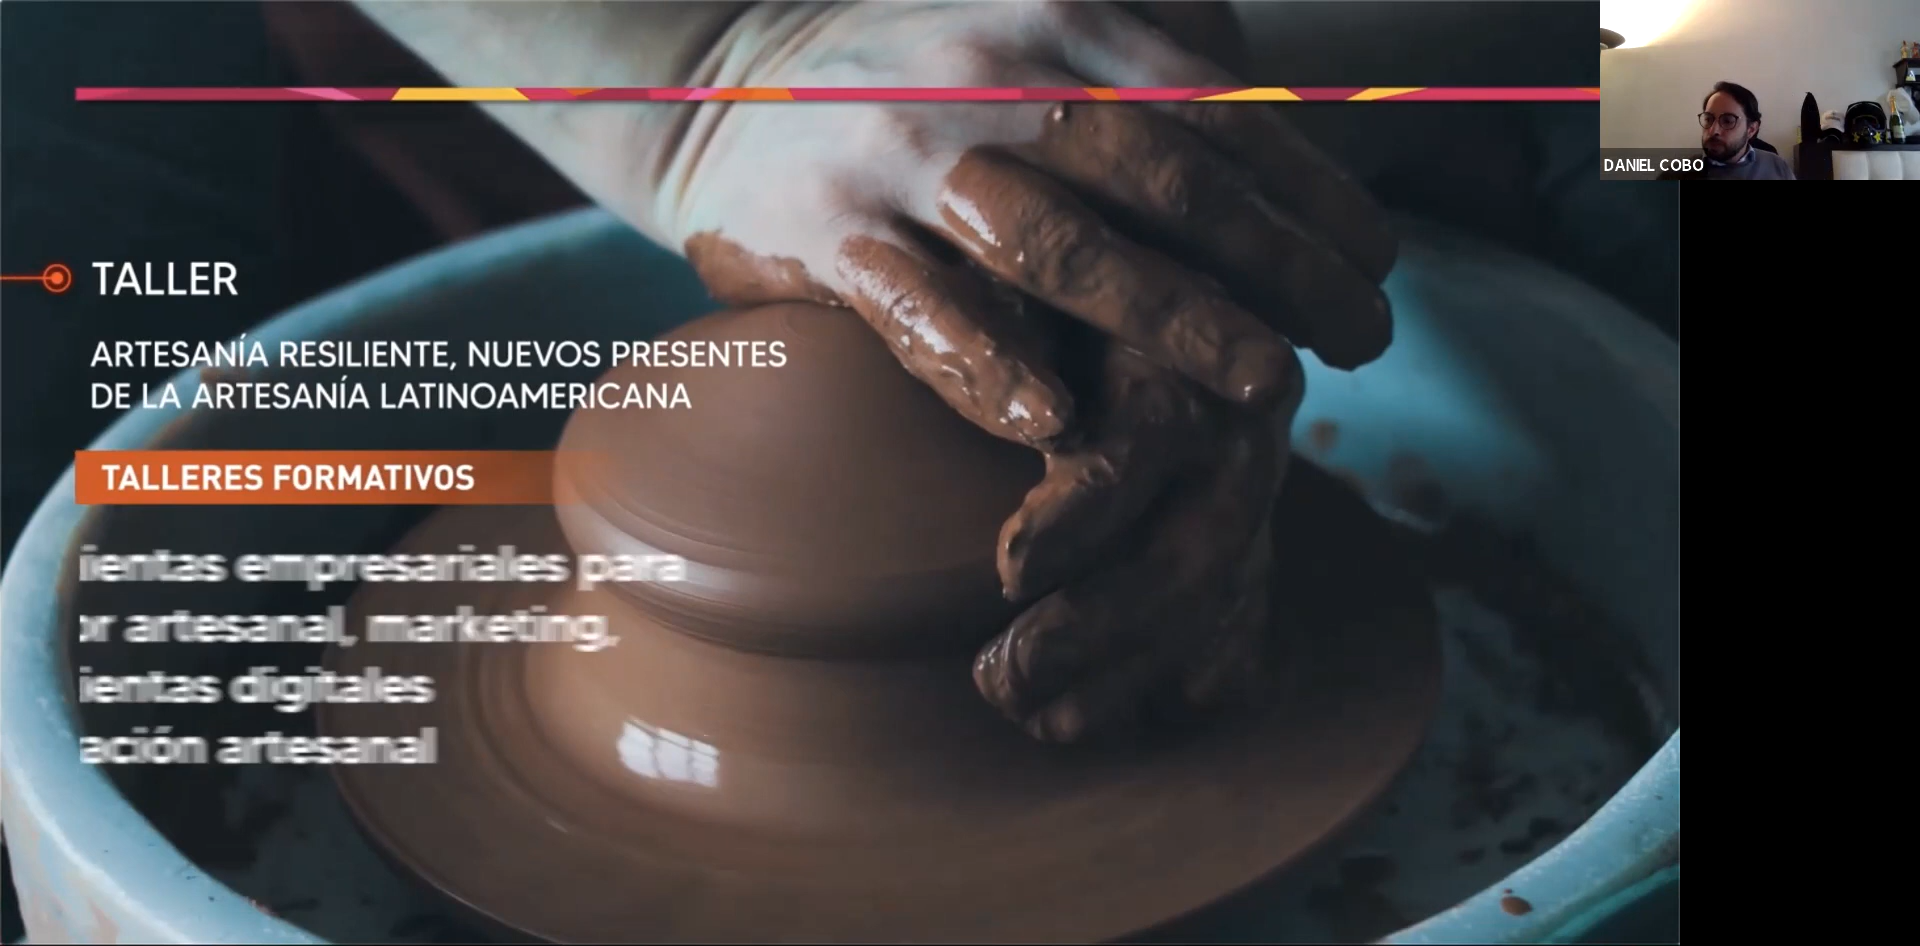 TALLER
ARTESANÍA RESILIENTE, NUEVOS PRESENTES
DE LA ARTESANÍA LATINOAMERICANA
TALLERES FORMATIVOS
ientas empresariales para
or artesanal, marketing,
ientas digitales
ación artesanal
DANIEL COBO